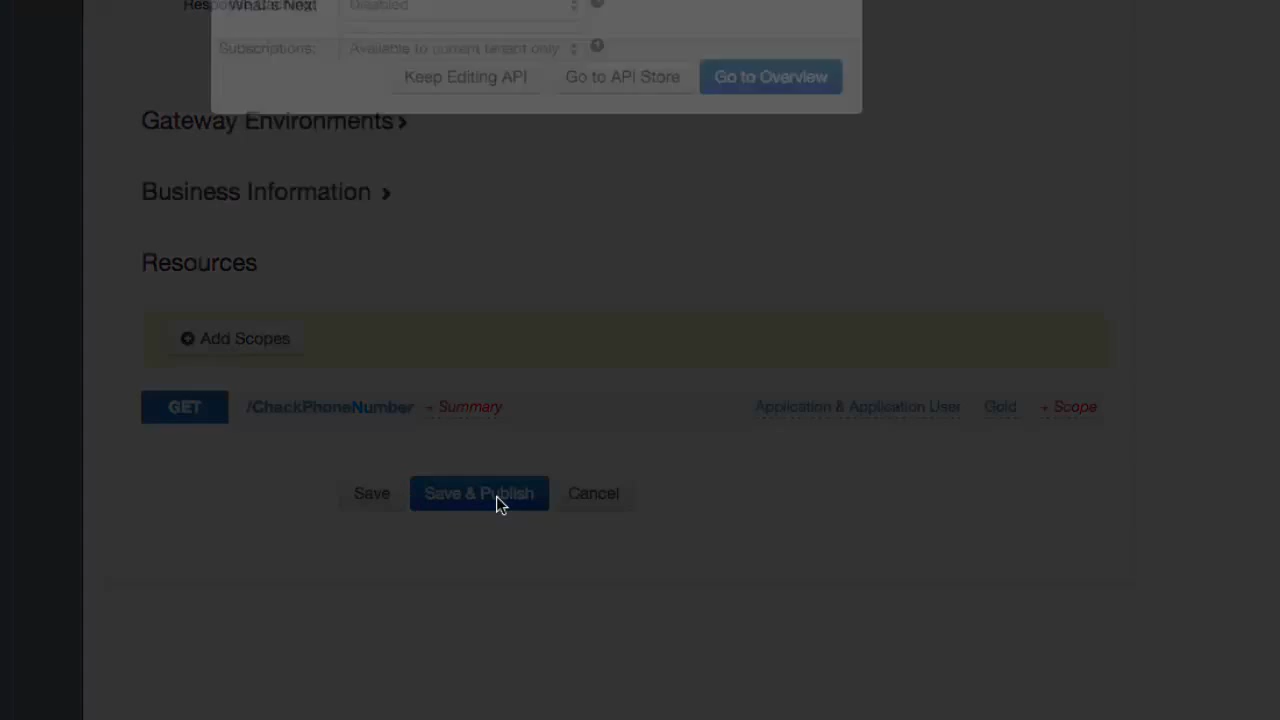 What's Next
Disabled
Subscriptions: Available to current tenant only
Keep Editing API Go to API Store Go to Overview
Gateway Environments
Business Information
Resources
Add Scopes
GET /CheckPhoneNumber + Summary Application & Application User Gold + Scope
Save Save & Publish Cancel